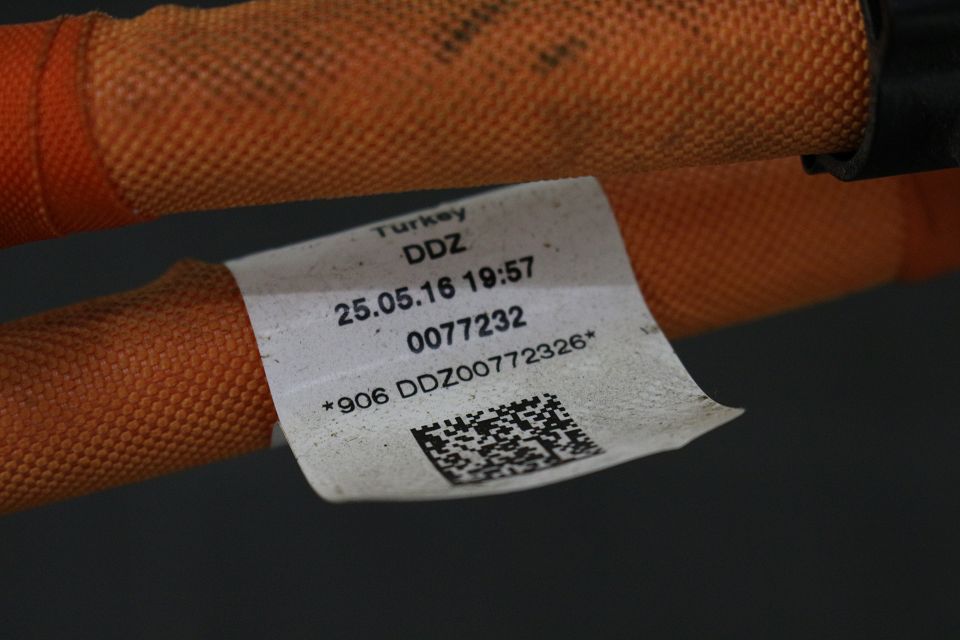 Turkey
DDZ
25.05.16 19:57
0077232
*906 DDZ00772326*